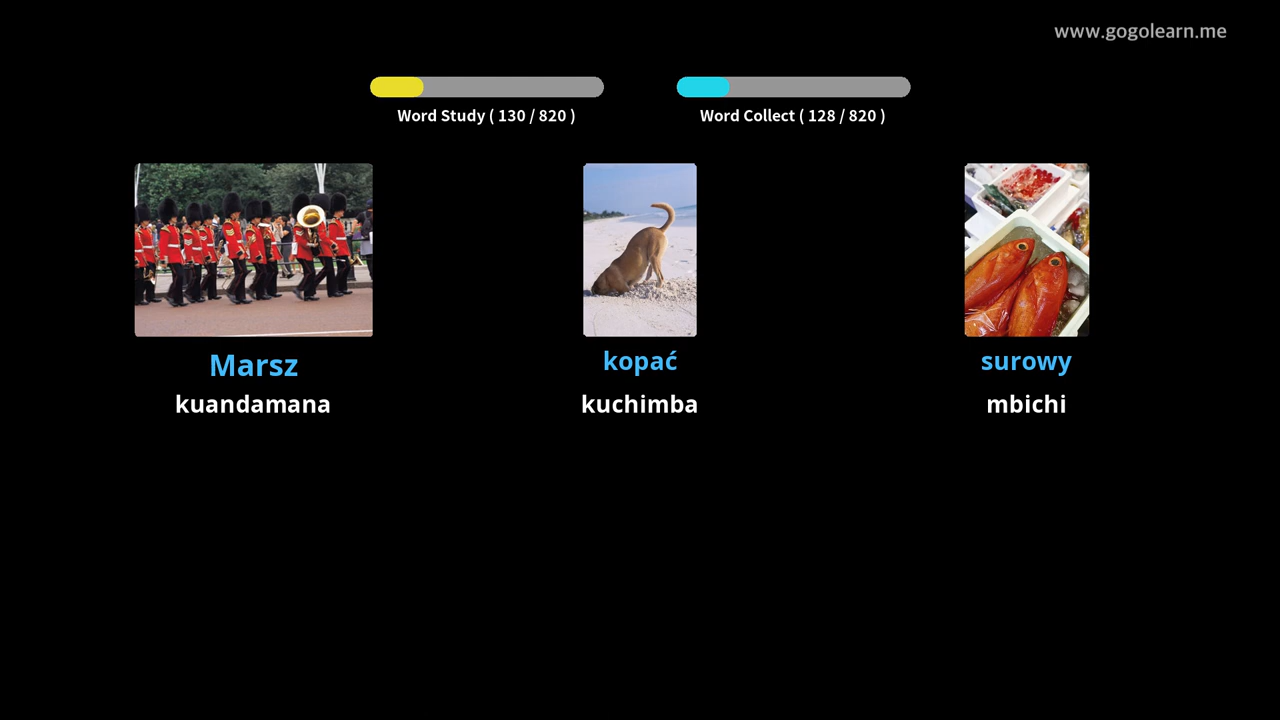 www.gogolearn.me
Word Study ( 130 / 820 )
Word Collect ( 128 / 820 )
Marsz
kuandamana
kopać
kuchimba
surowy
mbichi